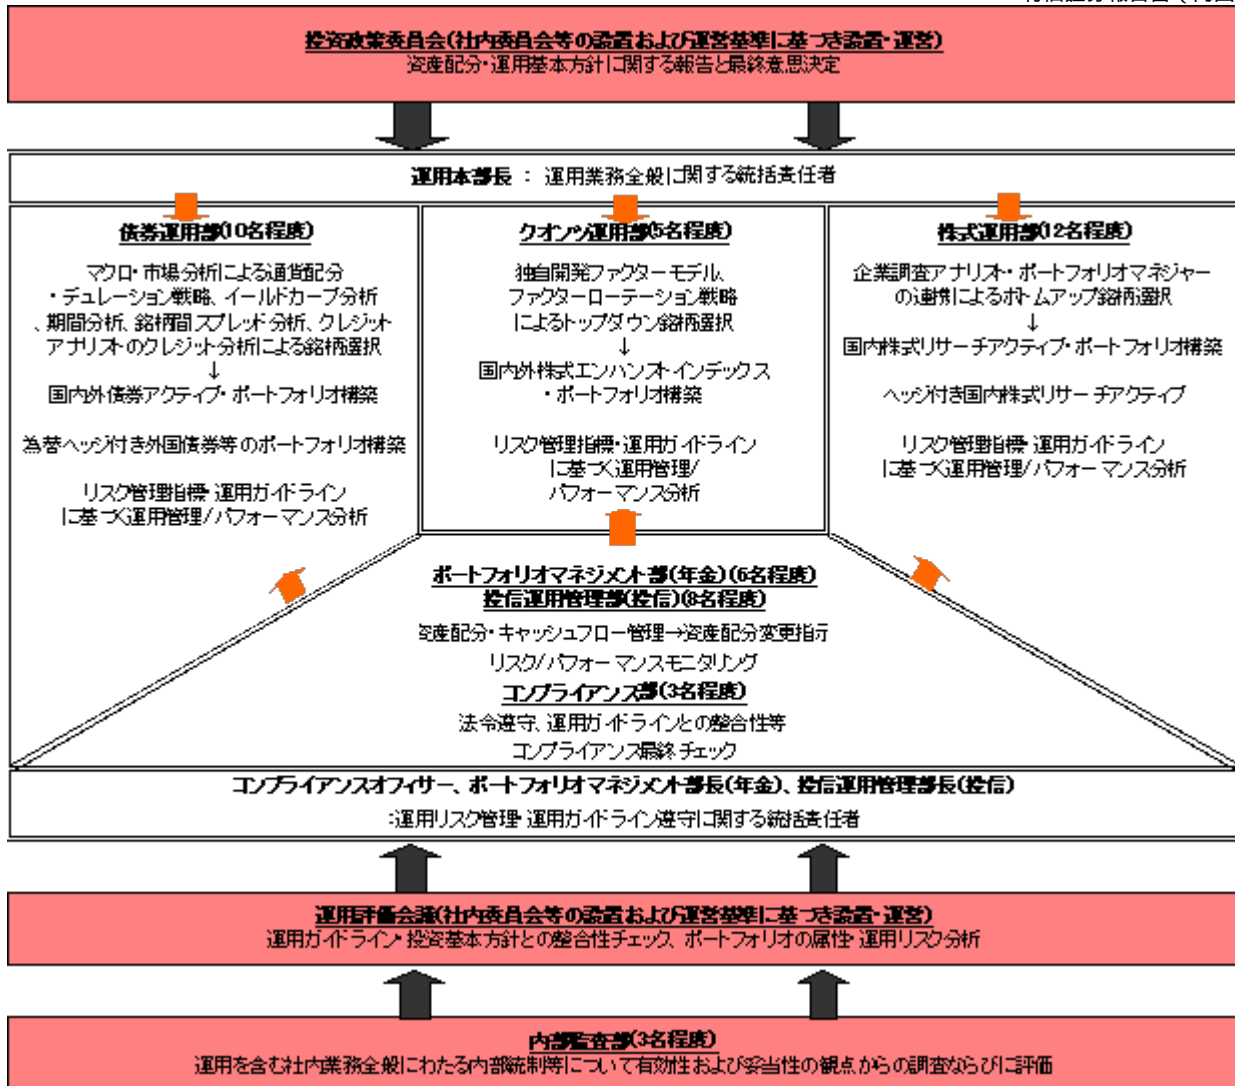 投資政策委員会(社内委員会等の設置および運営基準に基づき設置・運営)
資産配分・運用基本方針に関する報告と最終意思決定
運用本部長 : 運用業務全般に関する統括責任者
債券運用部(10名程度)
マクロ・市場分析による通貨配分
・デュレーション戦略、イールドカーブ分析
、期間分析、銘柄間スプレッド分析、クレジット
アナリストのクレジット分析による銘柄選択
↓
国内外債券アクティブ・ポートフォリオ構築
為替ヘッジ付き外国債券等のポートフォリオ構築
リスク管理指標・運用ガイドライン
に基づく運用管理/パフォーマンス分析
クオンツ運用部(5名程度)
独自開発ファクターモデル、
ファクターローテーション戦略
によるトップダウン銘柄選択
↓
国内外株式エンハンストインデックス
・ポートフォリオ構築
リスク管理指標・運用ガイドライン
に基づく運用管理/
パフォーマンス分析
株式運用部(12名程度)
企業調査アナリスト・ポートフォリオマネジャー
の連携によるボトムアップ銘柄選択
↓
国内株式リサーチアクティブ・ポートフォリオ構築
ヘッジ付き国内株式リサーチアクティブ
リスク管理指標・運用ガイドライン
に基づく運用管理/パフォーマンス分析
ポートフォリオマネジメント部(年金)(6名程度)
投信運用管理部(投信)(8名程度)
資産配分・キャッシュフロー管理→資産配分変更指示
リスク/パフォーマンスモニタリング
コンプライアンス部(3名程度)
法令遵守、運用ガイドラインとの整合性等
コンプライアンス最終チェック
コンプライアンスオフィサー、ポートフォリオマネジメント部長(年金)、投信運用管理部長(投信)
:運用リスク管理・運用ガイドライン遵守に関する統括責任者
運用評価会議(社内委員会等の設置および運営基準に基づき設置・運営)
運用ガイドライン・投資基本方針との整合性チェック、ポートフォリオの属性・運用リスク分析
内部監査部(3名程度)
運用を含む社内業務全般にわたる内部統制等について有効性および妥当性の観点からの調査ならびに評価